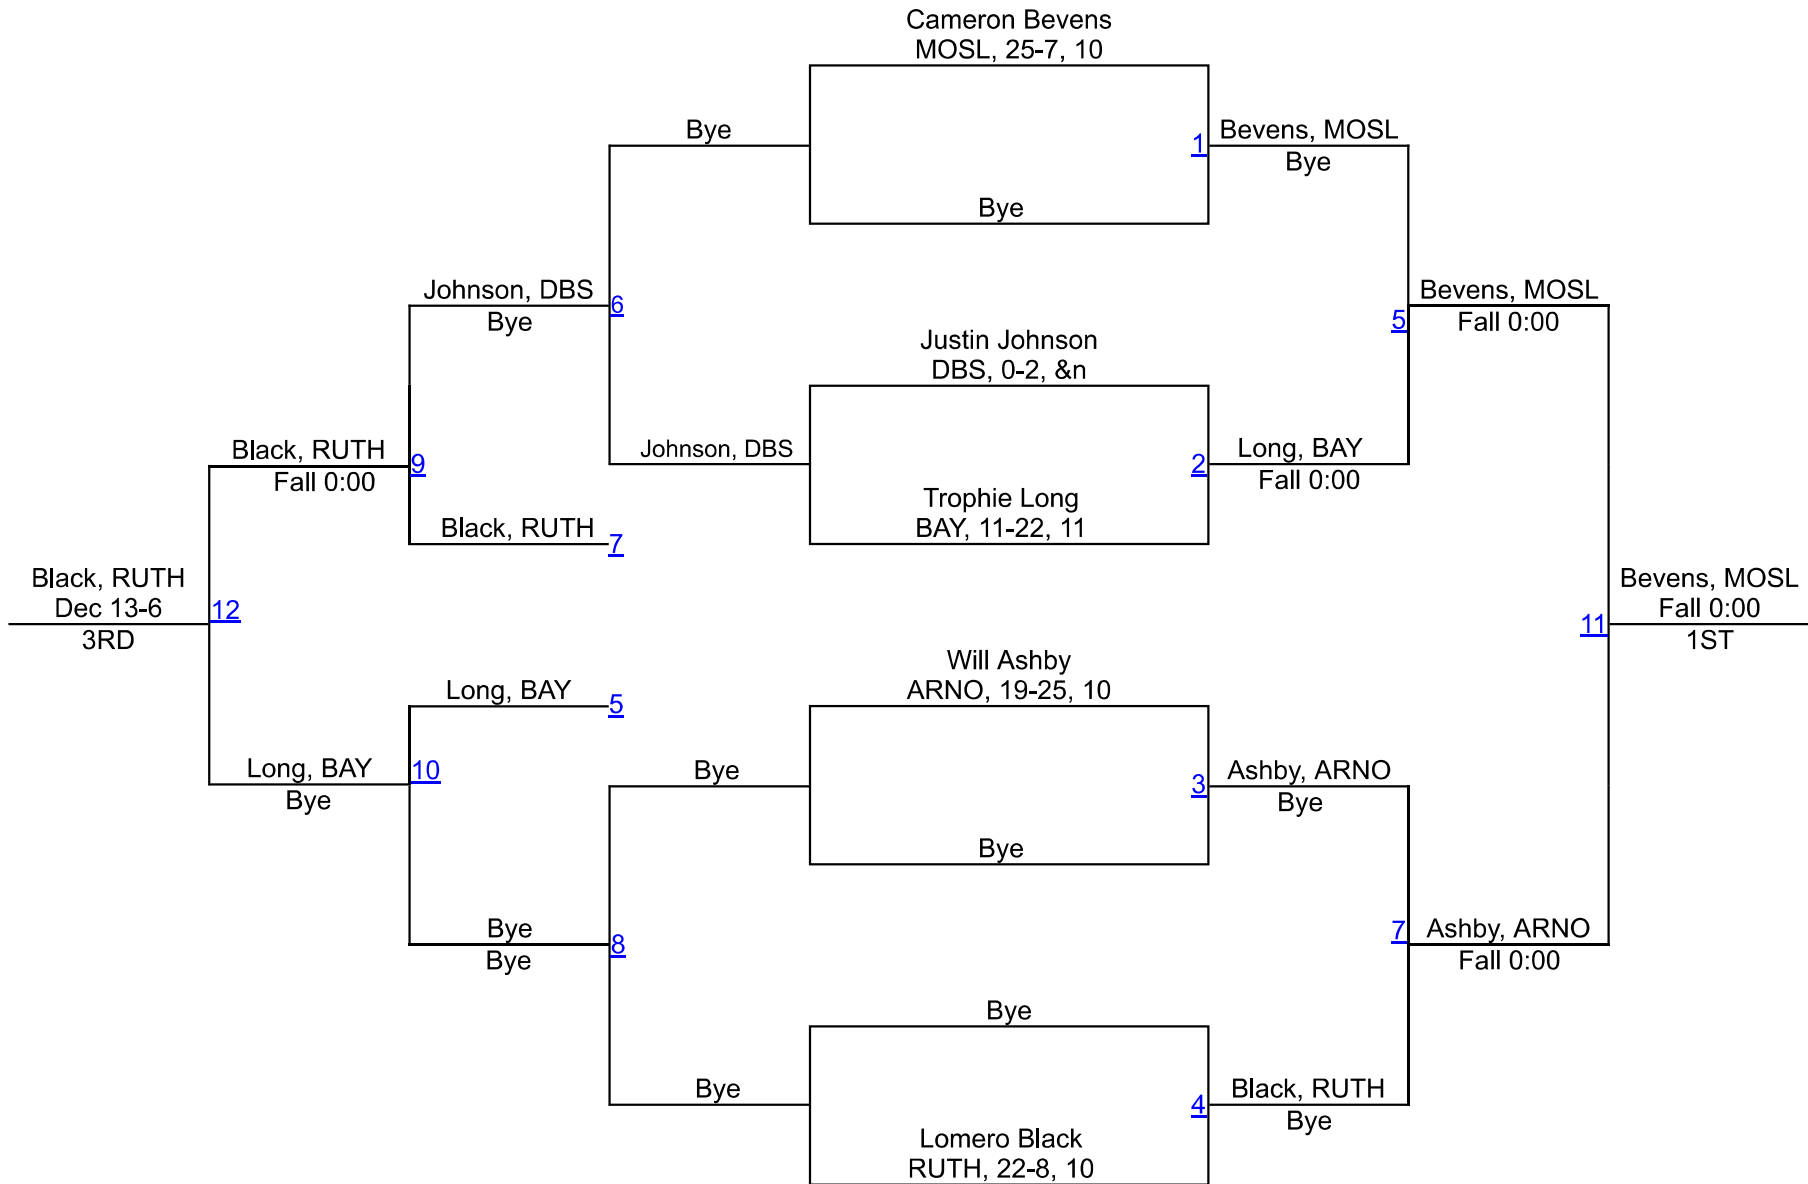 Cameron Bevens
MOSL, 25-7, 10
Bye
1
Bevens, MOSL
Bye
Bye
Johnson, DBS
Bye
6
Bevens, MOSL
Fall 0:00
5
Justin Johnson
DBS, 0-2, &n
Black, RUTH
Fall 0:00
9
Johnson, DBS
2
Long, BAY
Fall 0:00
Trophie Long
BAY, 11-22, 11
Black, RUTH
7
Black, RUTH
Dec 13-6
3RD
12
Bevens, MOSL
Fall 0:00
1ST
11
Will Ashby
ARNO, 19-25, 10
Long, BAY
5
Long, BAY
Bye
10
Bye
3
Ashby, ARNO
Bye
Bye
Bye
Bye
8
7
Ashby, ARNO
Fall 0:00
Bye
Bye
4
Black, RUTH
Bye
Lomero Black
RUTH, 22-8, 10